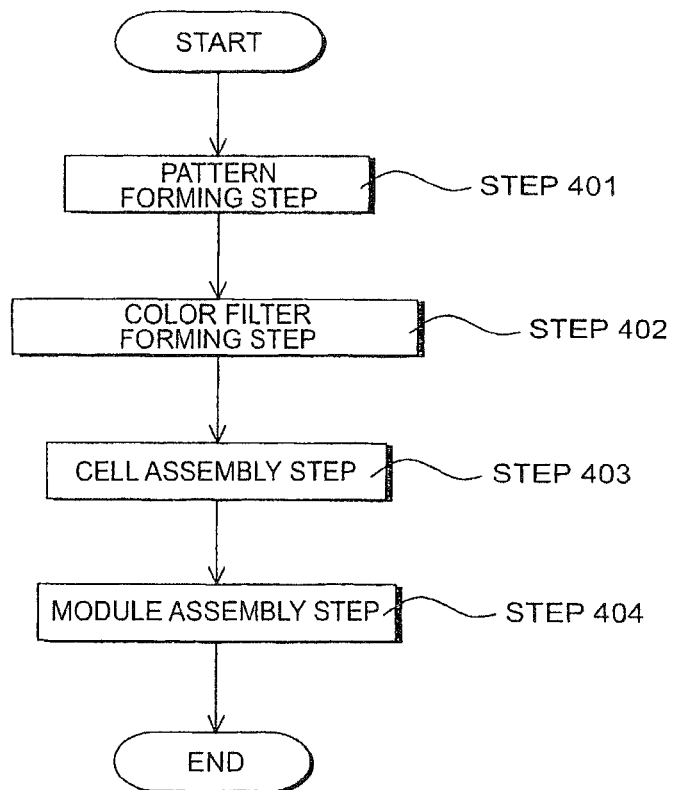 START
PATTERN
FORMING STEP
STEP 401
COLOR FILTER
FORMING STEP
STEP 402
CELL ASSEMBLY STEP
STEP 403
MODULE ASSEMBLY STEP
STEP 404
END